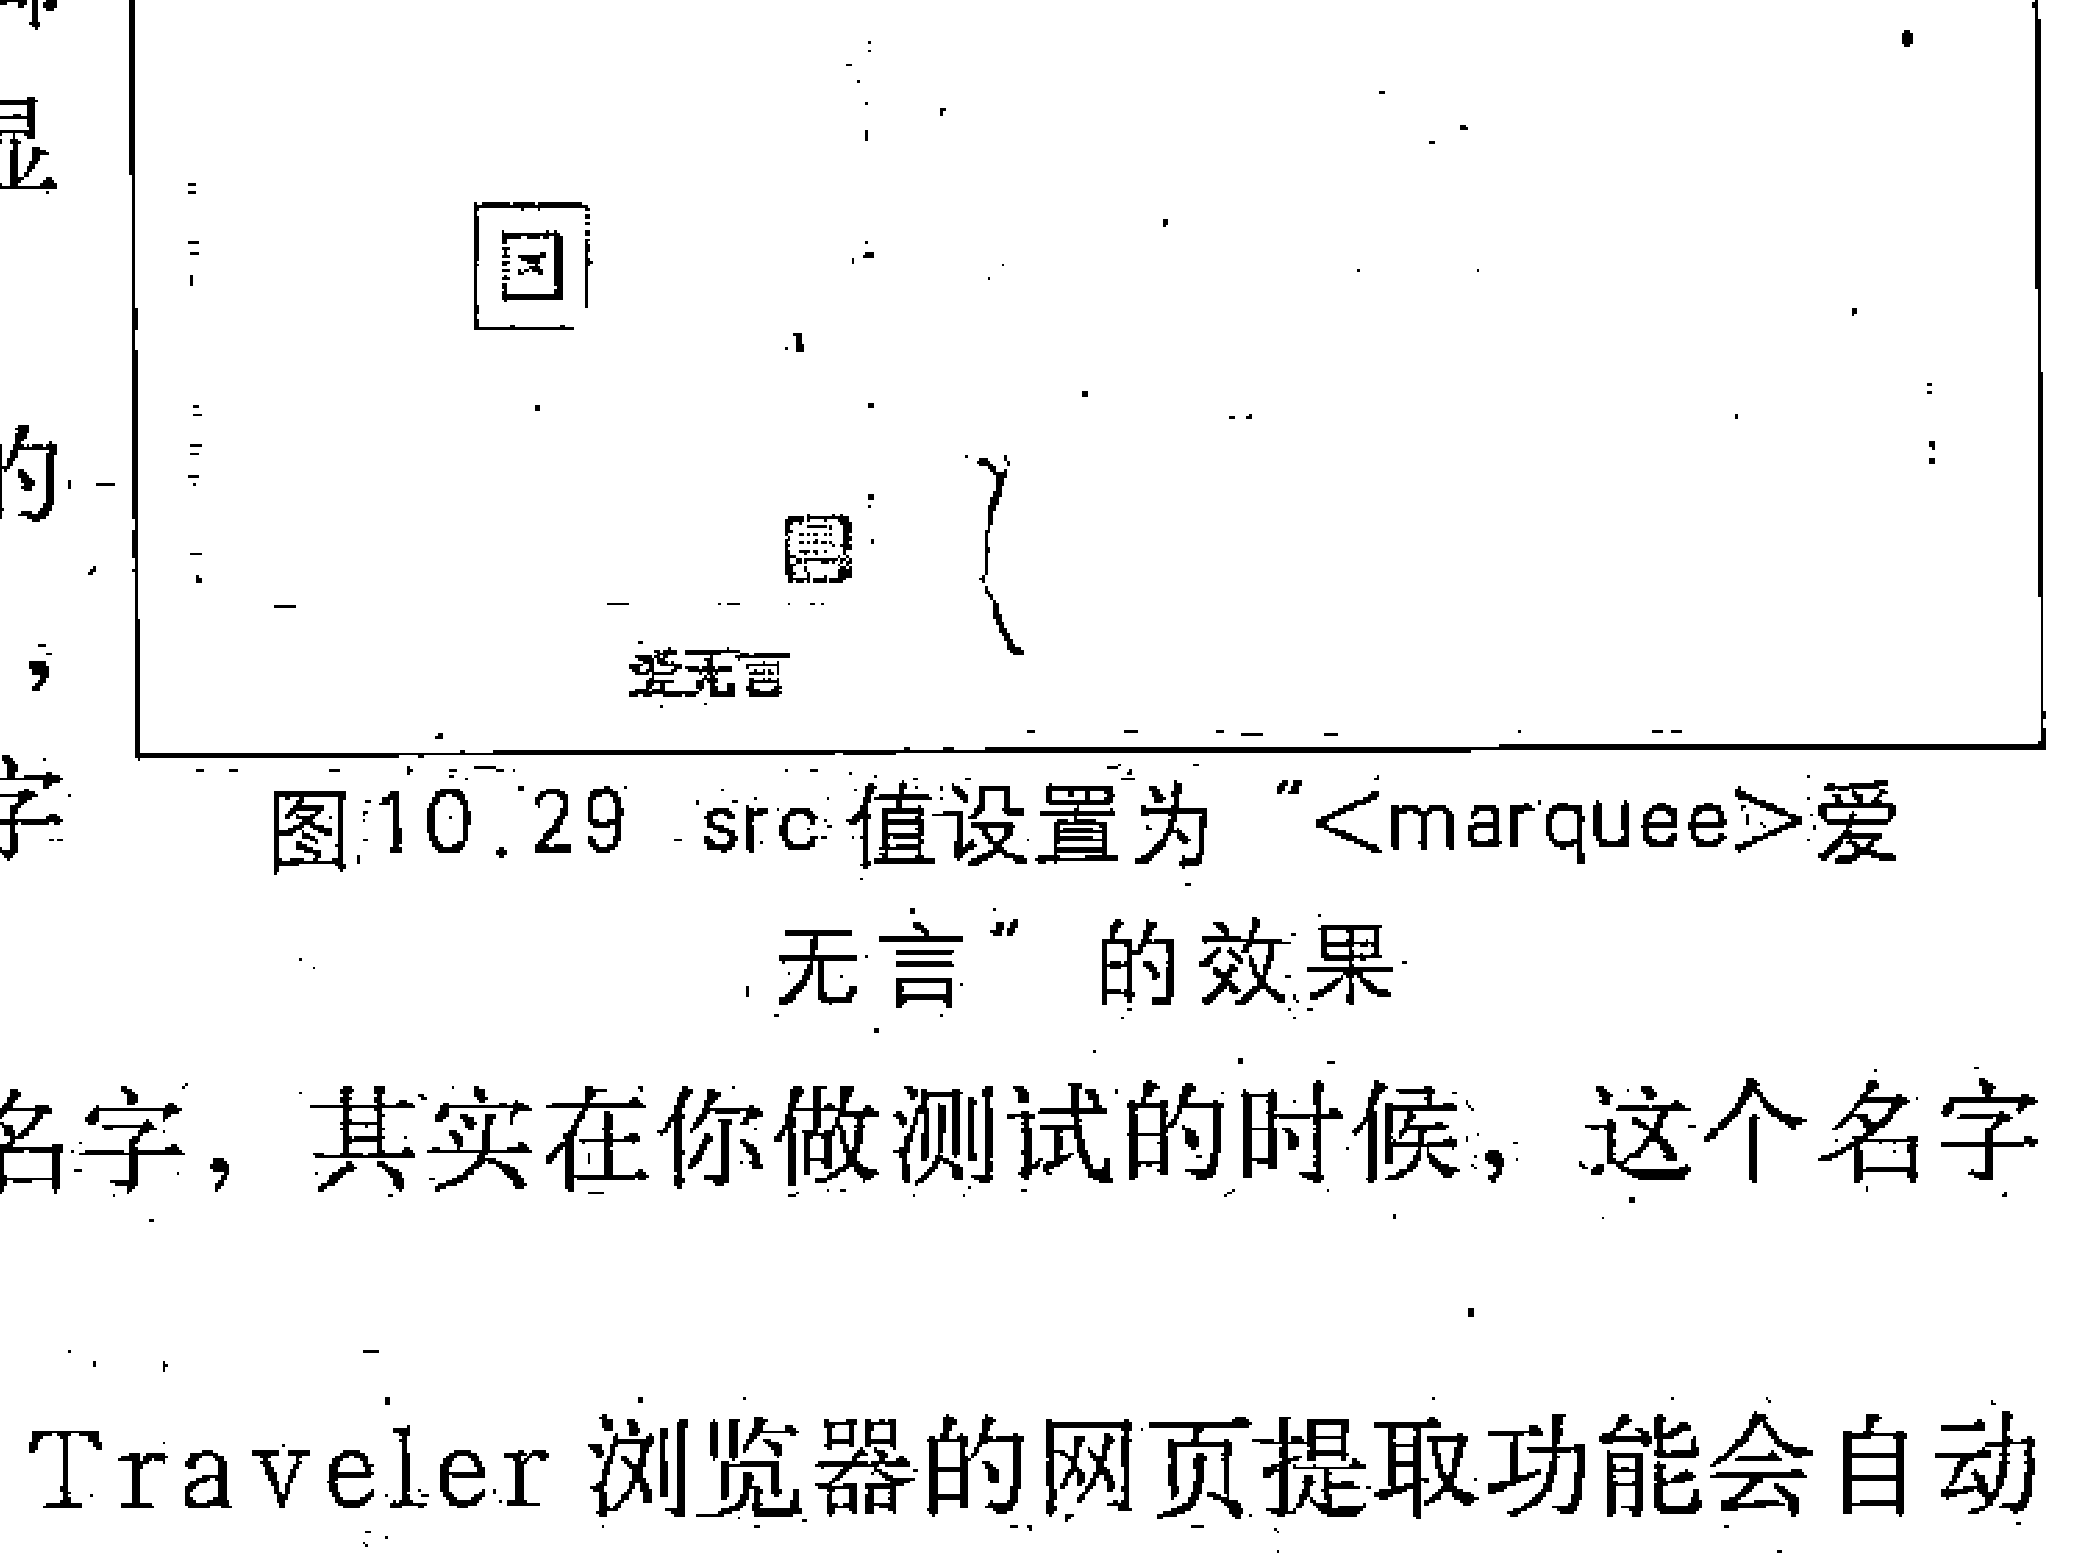 显
的
爱无言
，
字
图10.29 src值设置为“<marquee>爱
无言”的效果
名字，其实在你做测试的时候，这个名字
Traveler浏览器的网页提取功能会自动